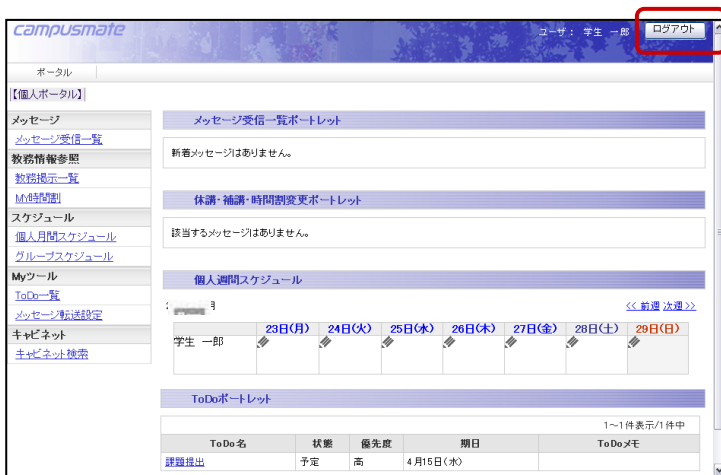 campusmate
ユーザ： 学生 一郎
ログアウト
ポータル
【個人ポータル】
メッセージ
メッセージ受信一覧
教務情報参照
教務掲示一覧
MY時間割
スケジュール
個人月間スケジュール
グループスケジュール
Myツール
ToDo一覧
メッセージ転送設定
キャビネット
キャビネット検索
メッセージ受信一覧ポートレット
新着メッセージはありません。
休講・補講・時間割変更ポートレット
該当するメッセージはありません。
個人週間スケジュール
月
<< 前週 次週 >>
23日(月) 24日(火) 25日(水) 26日(木) 27日(金) 28日(土) 29日(日)
学生 一郎
ToDoポートレット
1～1件表示/1件中
ToDo名 状態 優先度 期日 ToDoメモ
課題提出 予定 高 4月15日(水)